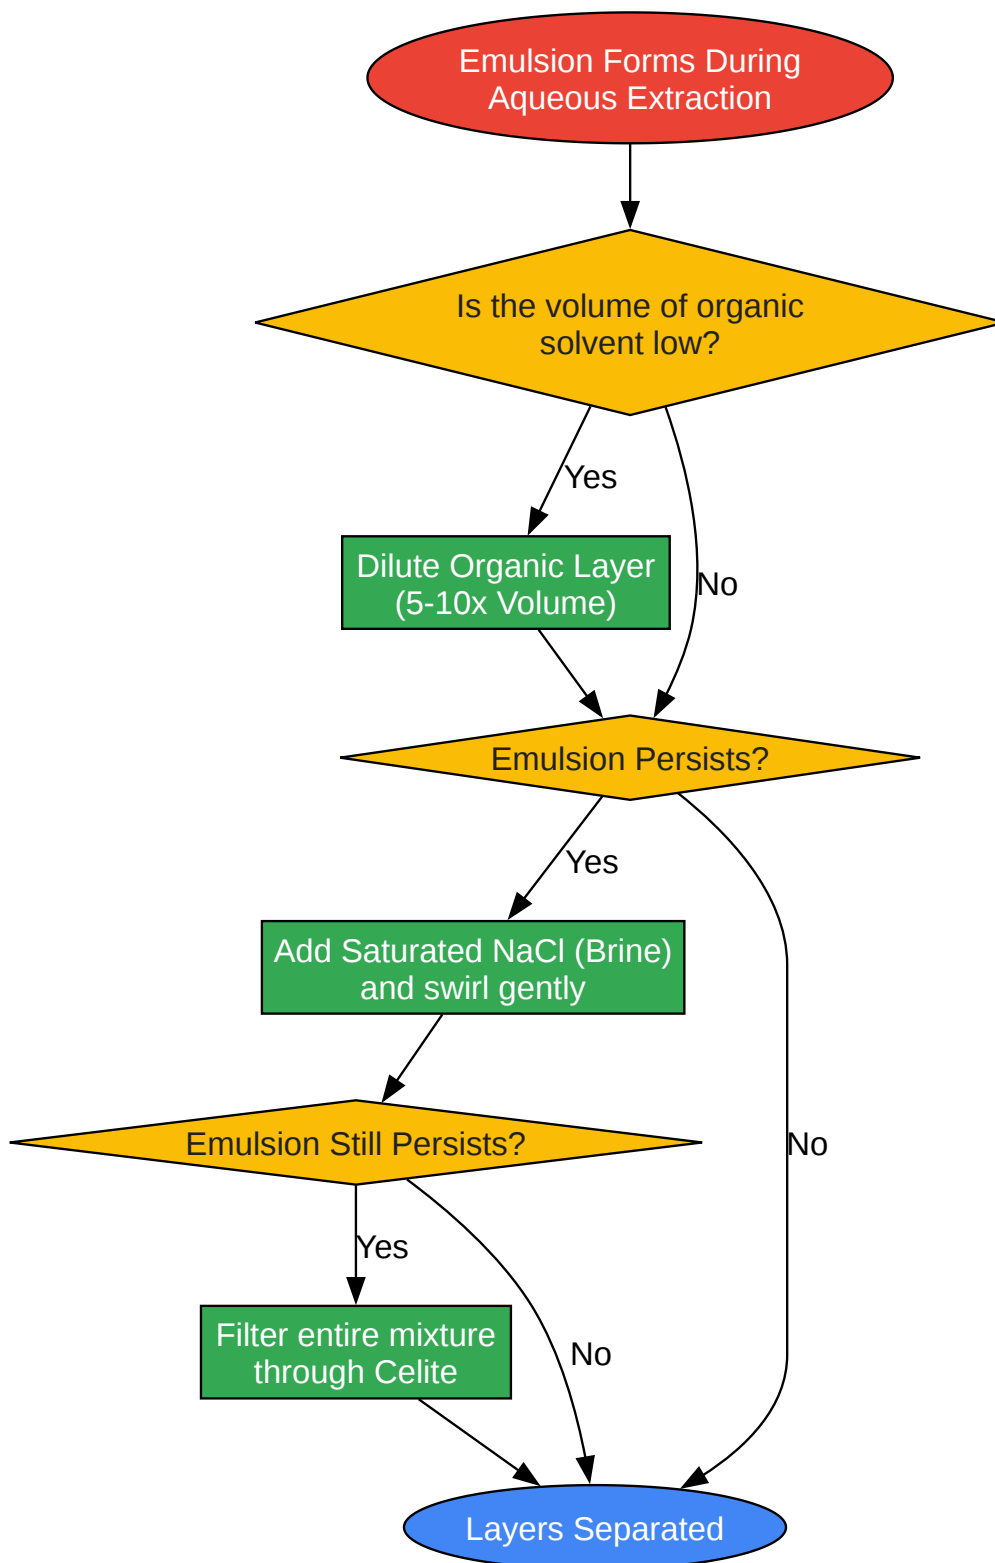 Emulsion Forms During
Aqueous Extraction
Is the volume of organic
solvent low?
Yes
Dilute Organic Layer
(5-10x Volume)
No
Emulsion Persists?
Yes
Add Saturated NaCl (Brine)
and swirl gently
Emulsion Still Persists?
No
Yes
Filter entire mixture
through Celite
No
Layers Separated